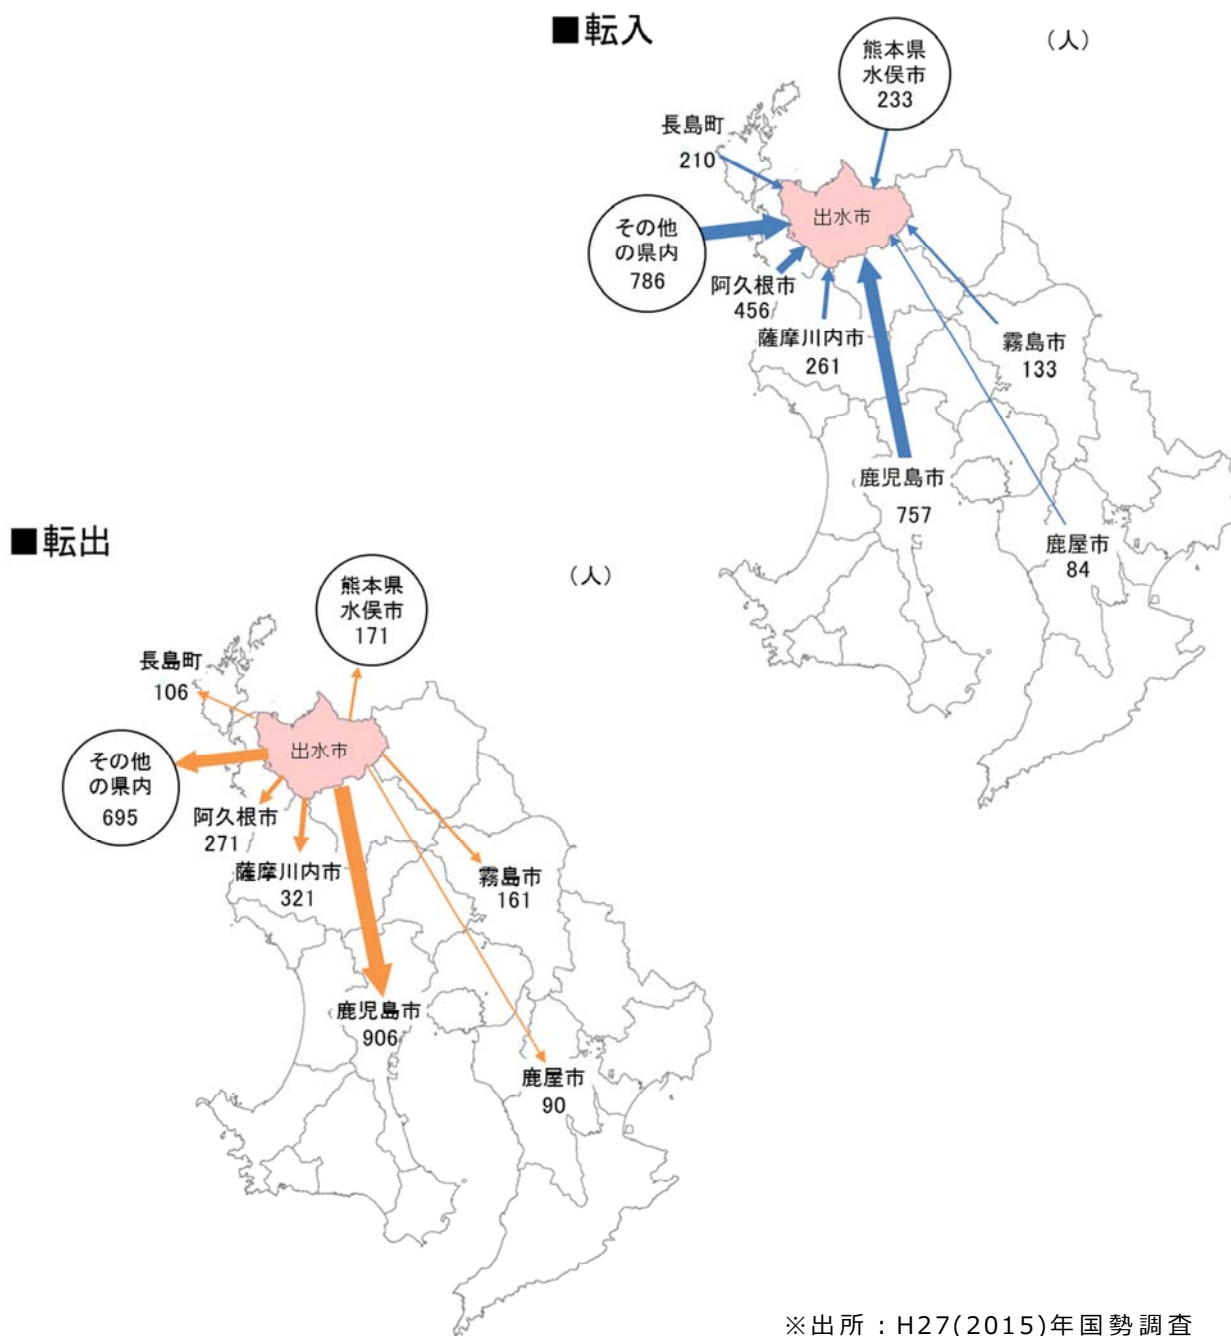 ■転入
(人)
熊本県
水俣市
233
長島町
210
出水市
その他
の県内
786
阿久根市
456
薩摩川内市
261
霧島市
133
鹿児島市
757
鹿屋市
84
■転出
(人)
熊本県
水俣市
171
長島町
106
出水市
その他
の県内
695
阿久根市
271
薩摩川内市
321
霧島市
161
鹿児島市
906
鹿屋市
90
※出所：H27(2015)年国勢調査